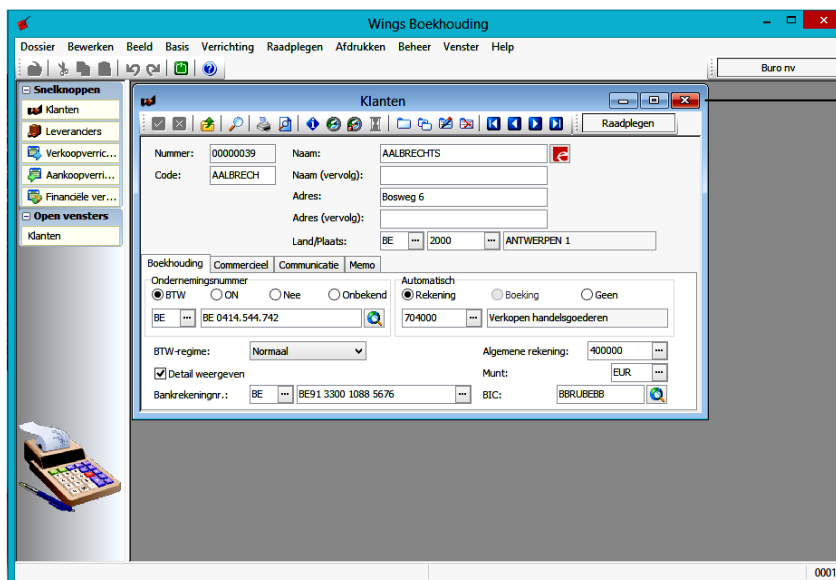 Wings Boekhouding
Dossier Bewerken Beeld Basis Verrichting Raadplegen Afdrukken Beheer Venster Help
Buro nv
Snelknoppen
Klanten
Leveranders
Verkoopverric...
Aankoopverri...
Financiële ver...
Open vensters
Klanten
Klanten
Raadplegen
Nummer: 00000039 Naam: AALBRECHTS
Code: AALBRECH Naam (vervolg):
Adres: Bosweg 6
Adres (vervolg):
Land/Plaats: BE ... 2000 ... ANTWERPEN 1
Boekhouding Commercieel Communicatie Memo
Ondernemingsnummer Automatisch
BTW ON Nee Onbekend Rekening Boeking Geen
BE ... BE 0414.544.742 704000 ... Verkopen handelsgoederen
BTW-regime: Normaal Algemene rekening: 400000 ...
Detail weergeven Munt: EUR ...
Bankrekeningnr.: BE ... BE91 3300 1088 5676 ... BIC: BBRUBEBB
0001